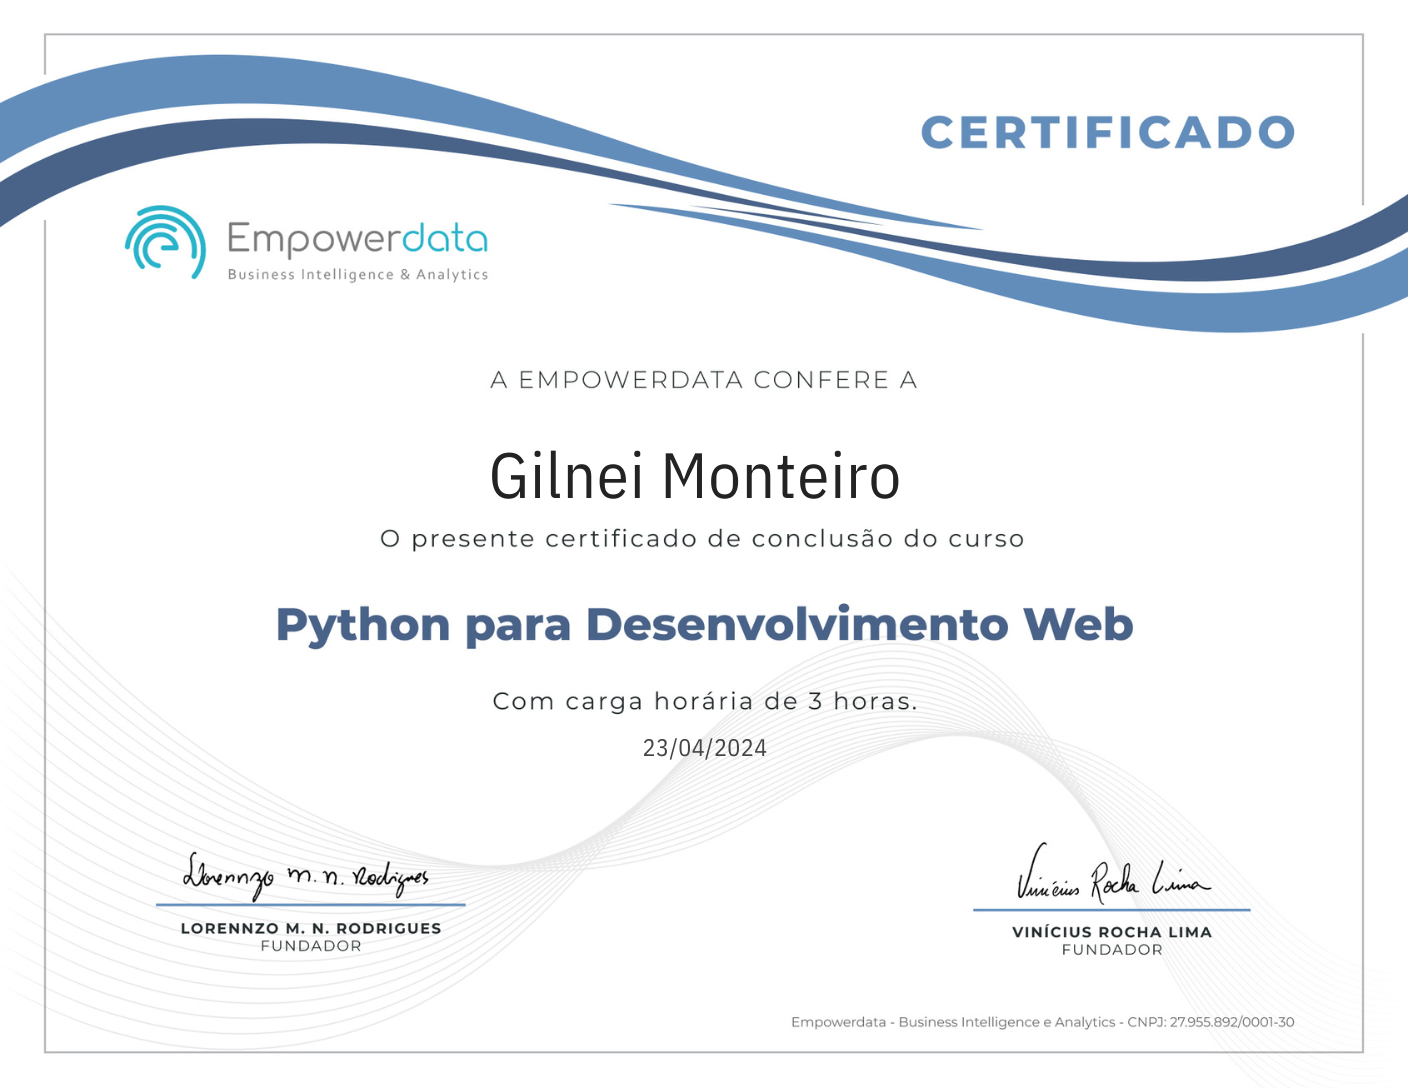 CERTIFICADO
Empowerdata
Business Intelligence & Analytics
A EMPOWERDATA CONFERE A
Gilnei Monteiro
O presente certificado de conclusão do curso
Python para Desenvolvimento Web
Com carga horária de 3 horas.
23/04/2024
Lorennzo M. N. Rodrigues
LORENNZO M. N. RODRIGUES
FUNDADOR
Vinícius Rocha Lima
VINÍCIUS ROCHA LIMA
FUNDADOR
Empowerdata - Business Intelligence e Analytics - CNPJ: 27.955.892/0001-30